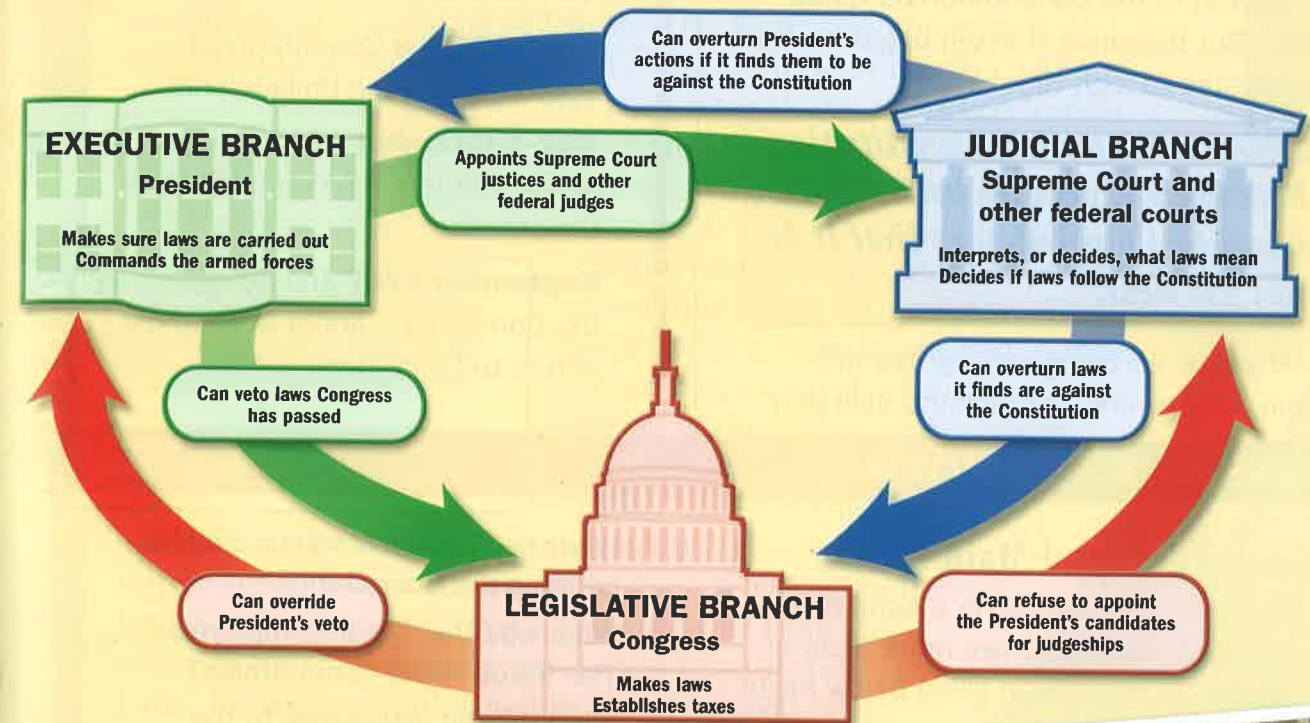 Can overturn President's
actions if it finds them to be
against the Constitution
EXECUTIVE BRANCH
President
Makes sure laws are carried out
Commands the armed forces
Appoints Supreme Court
justices and other
federal judges
JUDICIAL BRANCH
Supreme Court and
other federal courts
Interprets, or decides, what laws mean
Decides if laws follow the Constitution
Can veto laws Congress
has passed
Can overturn laws
it finds are against
the Constitution
Can override
President's veto
LEGISLATIVE BRANCH
Congress
Makes laws
Establishes taxes
Can refuse to appoint
the President's candidates
for judgeships